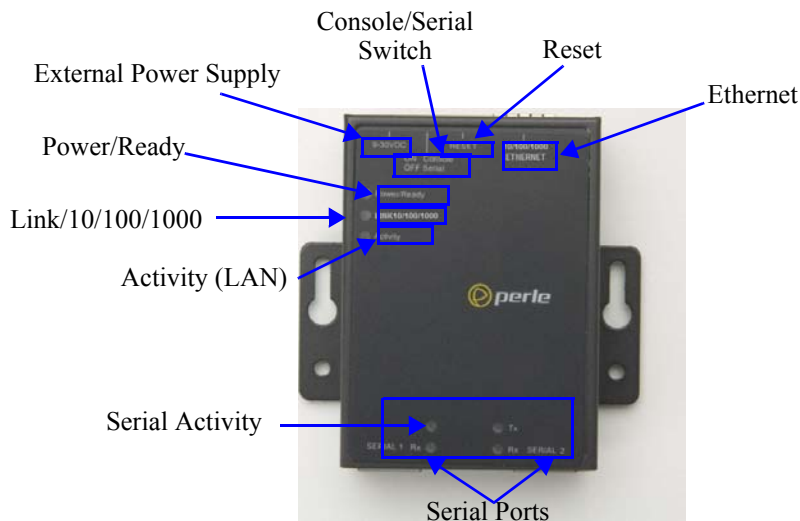 Console/Serial
Switch
Reset
External Power Supply
Ethernet
Power/Ready
Link/10/100/1000
Activity (LAN)
Serial Activity
Serial Ports
9-30VDC
ON Console
OFF Serial
RESET
10/100/1000
ETHERNET
Power/Ready
LINK/10/100/1000
Activity
perle
Tx
SERIAL 1 Rx
Rx SERIAL 2